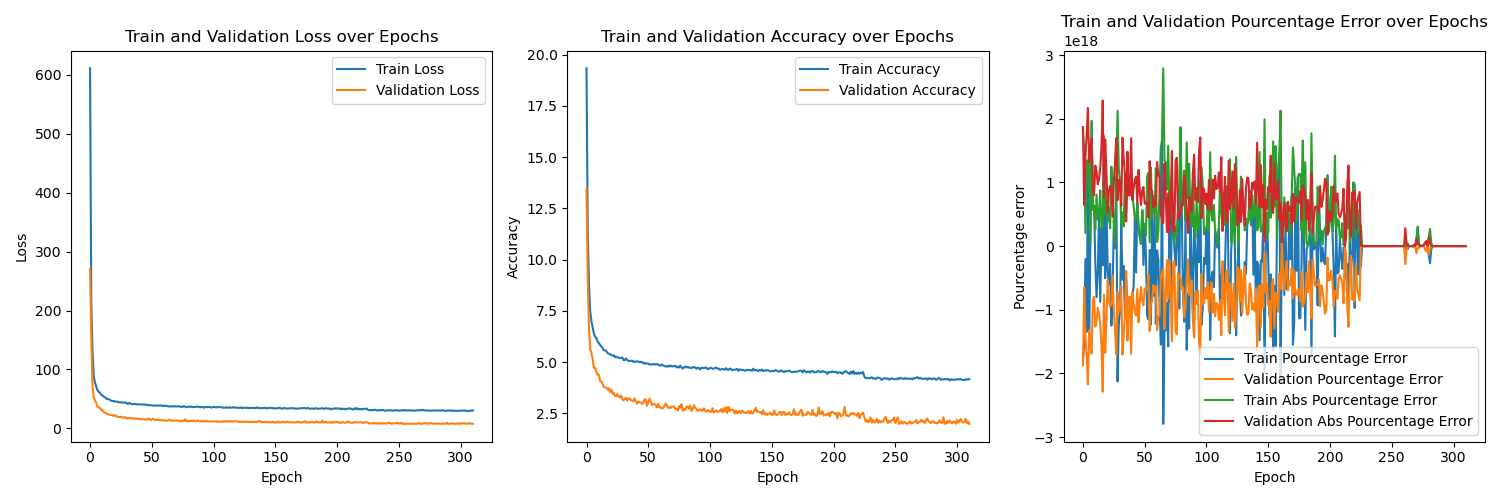 Train and Validation Loss over Epochs
Train Loss
Validation Loss
600
500
400
300
200
100
0
Loss
0 50 100 150 200 250 300
Epoch
Train and Validation Accuracy over Epochs
Train Accuracy
Validation Accuracy
20.0
17.5
15.0
12.5
10.0
7.5
5.0
2.5
Accuracy
0 50 100 150 200 250 300
Epoch
Train and Validation Pourcentage Error over Epochs
1e18
3
2
1
0
−1
−2
−3
Pourcentage error
Train Pourcentage Error
Validation Pourcentage Error
Train Abs Pourcentage Error
Validation Abs Pourcentage Error
0 50 100 150 200 250 300
Epoch